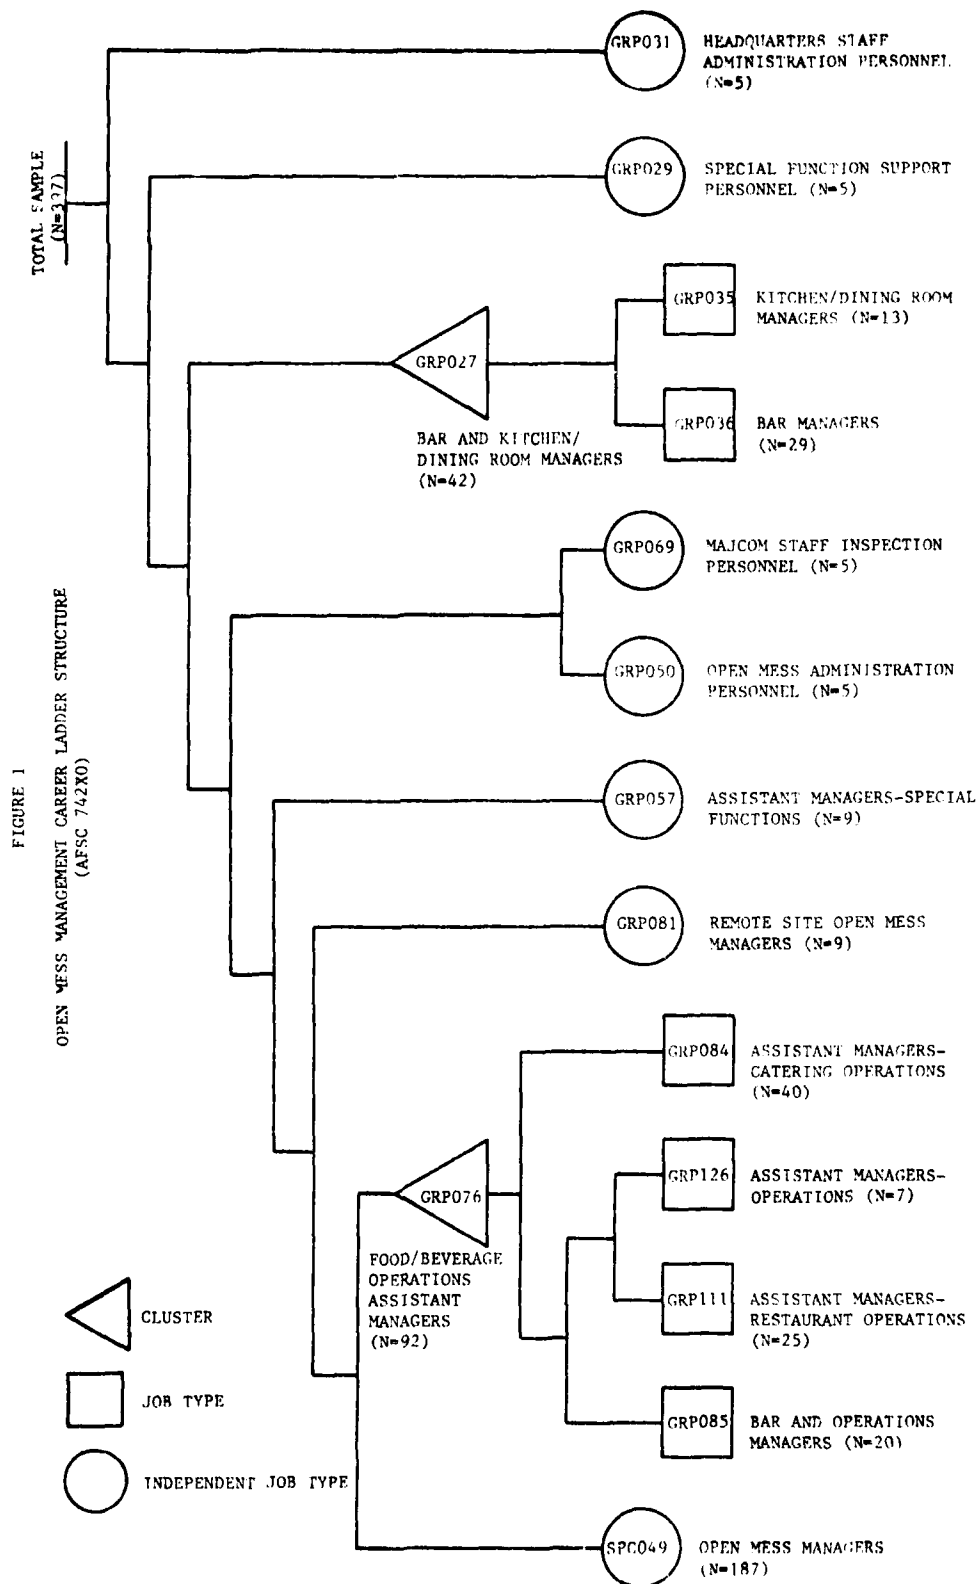 FIGURE 1
OPEN MESS MANAGEMENT CAREER LADDER STRUCTURE
(AFSC 742X0)
TOTAL SAMPLE
GRP031
HEADQUARTERS STAFF
ADMINISTRATION PERSONNEL
(N=5)
GRP029
SPECIAL FUNCTION SUPPORT
PERSONNEL (N=5)
GRP027
BAR AND KITCHEN/
DINING ROOM MANAGERS
(N=42)
GRP035
KITCHEN/DINING ROOM
MANAGERS (N=13)
GRP036
BAR MANAGERS
(N=29)
GRP069
MAJCOM STAFF INSPECTION
PERSONNEL (N=5)
GRP050
OPEN MESS ADMINISTRATION
PERSONNEL (N=5)
GRP057
ASSISTANT MANAGERS-SPECIAL
FUNCTIONS (N=9)
GRP081
REMOTE SITE OPEN MESS
MANAGERS (N=9)
GRP076
FOOD/BEVERAGE
OPERATIONS
ASSISTANT
MANAGERS
(N=92)
GRP084
ASSISTANT MANAGERS-
CATERING OPERATIONS
(N=40)
GRP126
ASSISTANT MANAGERS-
OPERATIONS (N=7)
GRP111
ASSISTANT MANAGERS-
RESTAURANT OPERATIONS
(N=25)
GRP085
BAR AND OPERATIONS
MANAGERS (N=20)
SPC049
OPEN MESS MANAGERS
(N=187)
CLUSTER
JOB TYPE
INDEPENDENT JOB TYPE